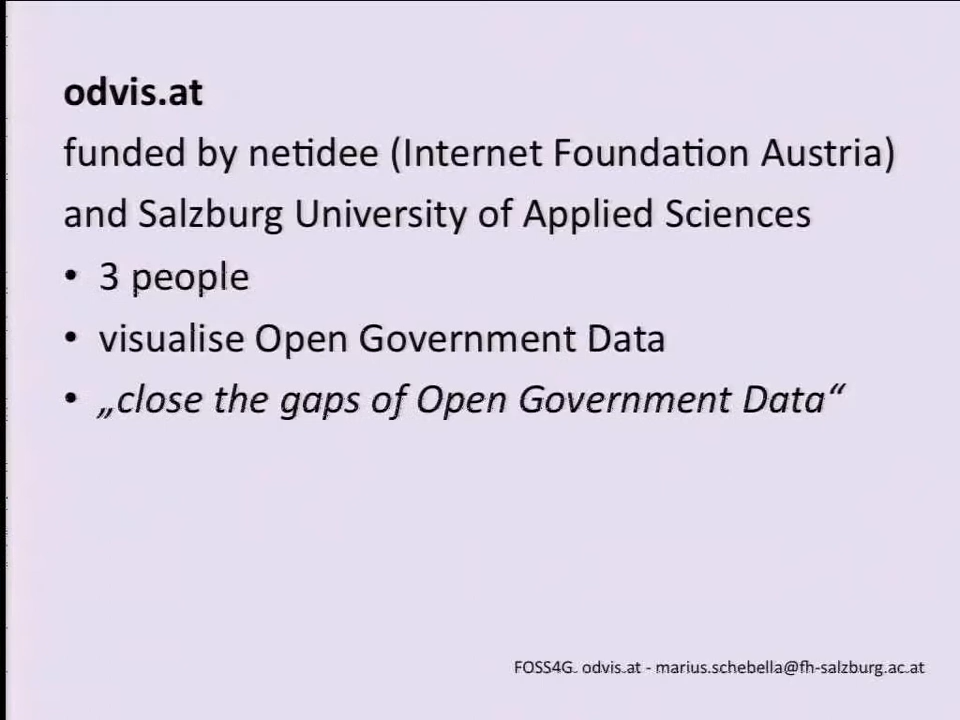 odvis.at
funded by netidee (Internet Foundation Austria)
and Salzburg University of Applied Sciences
• 3 people
• visualise Open Government Data
• „close the gaps of Open Government Data“
FOSS4G. odvis.at - marius.schebella@fh-salzburg.ac.at